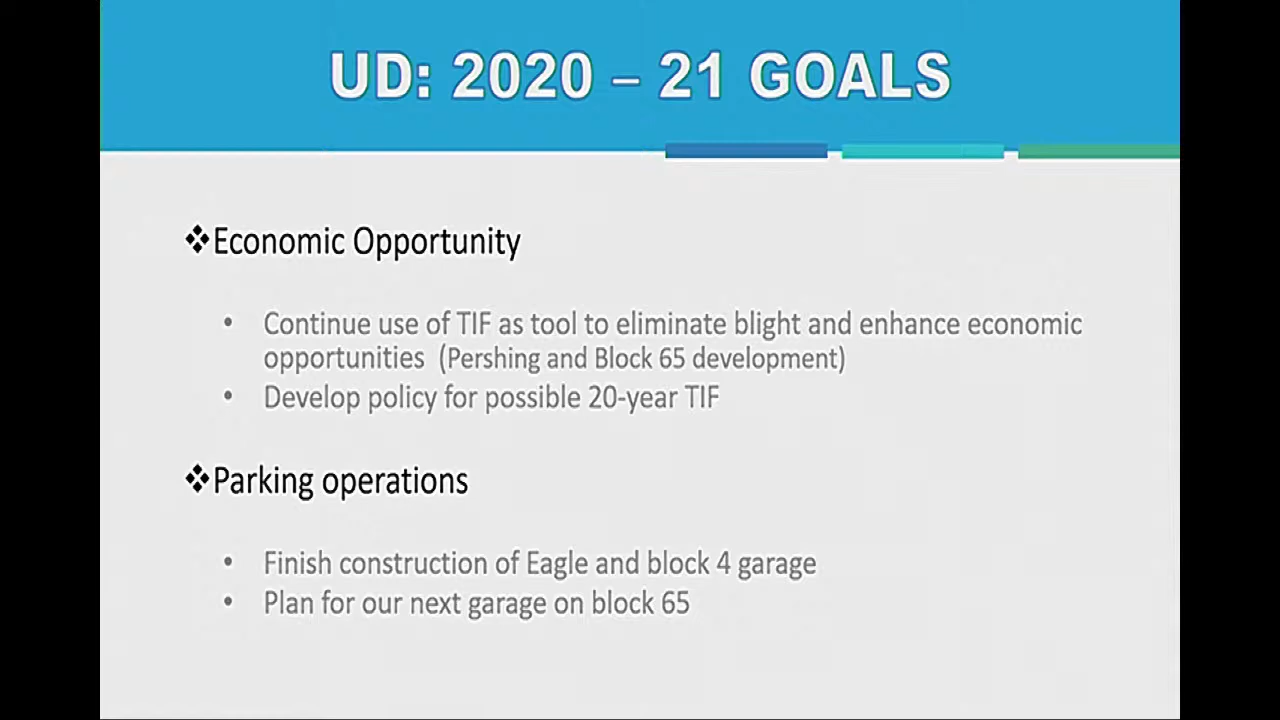 UD: 2020 – 21 GOALS
❖Economic Opportunity
• Continue use of TIF as tool to eliminate blight and enhance economic
opportunities (Pershing and Block 65 development)
• Develop policy for possible 20-year TIF
❖Parking operations
• Finish construction of Eagle and block 4 garage
• Plan for our next garage on block 65